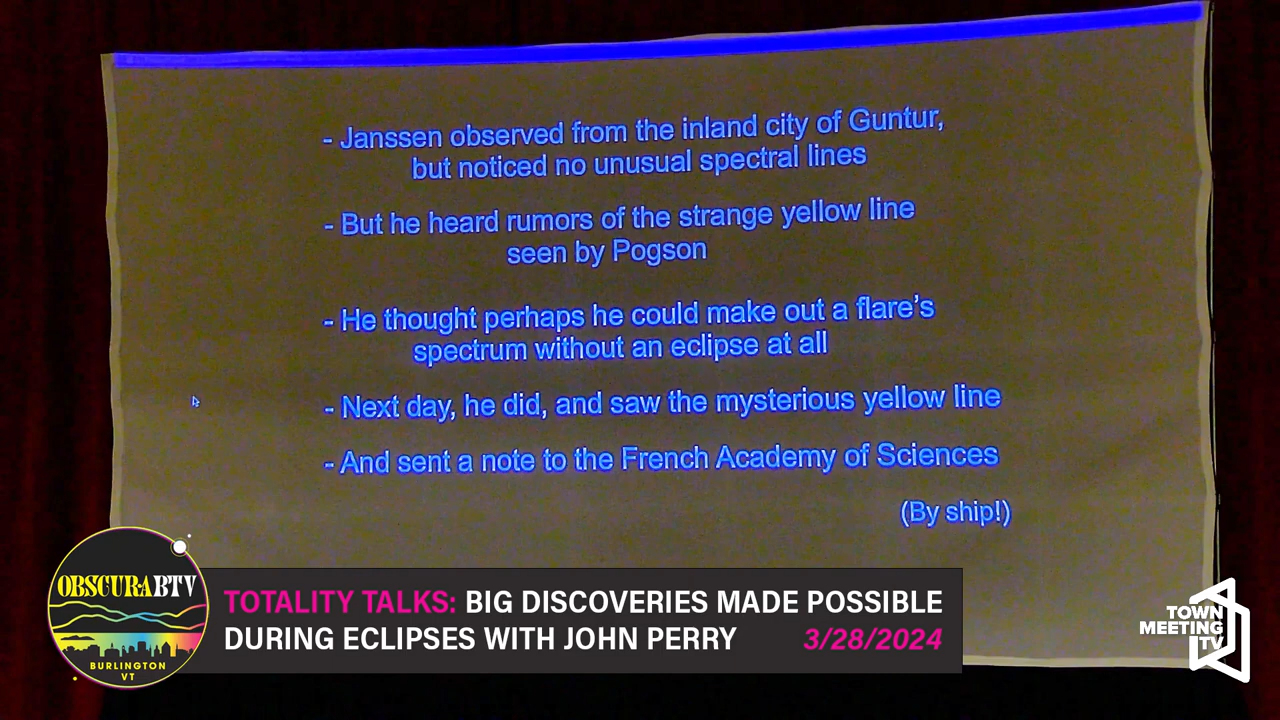 - Janssen observed from the inland city of Guntur,
but noticed no unusual spectral lines
- But he heard rumors of the strange yellow line
seen by Pogson
- He thought perhaps he could make out a flare's
spectrum without an eclipse at all
- Next day, he did, and saw the mysterious yellow line
- And sent a note to the French Academy of Sciences
(By ship!)
OBSCURABTV
BURLINGTON
VT
TOTALITY TALKS: BIG DISCOVERIES MADE POSSIBLE
DURING ECLIPSES WITH JOHN PERRY 3/28/2024
TOWN
MEETING
TV